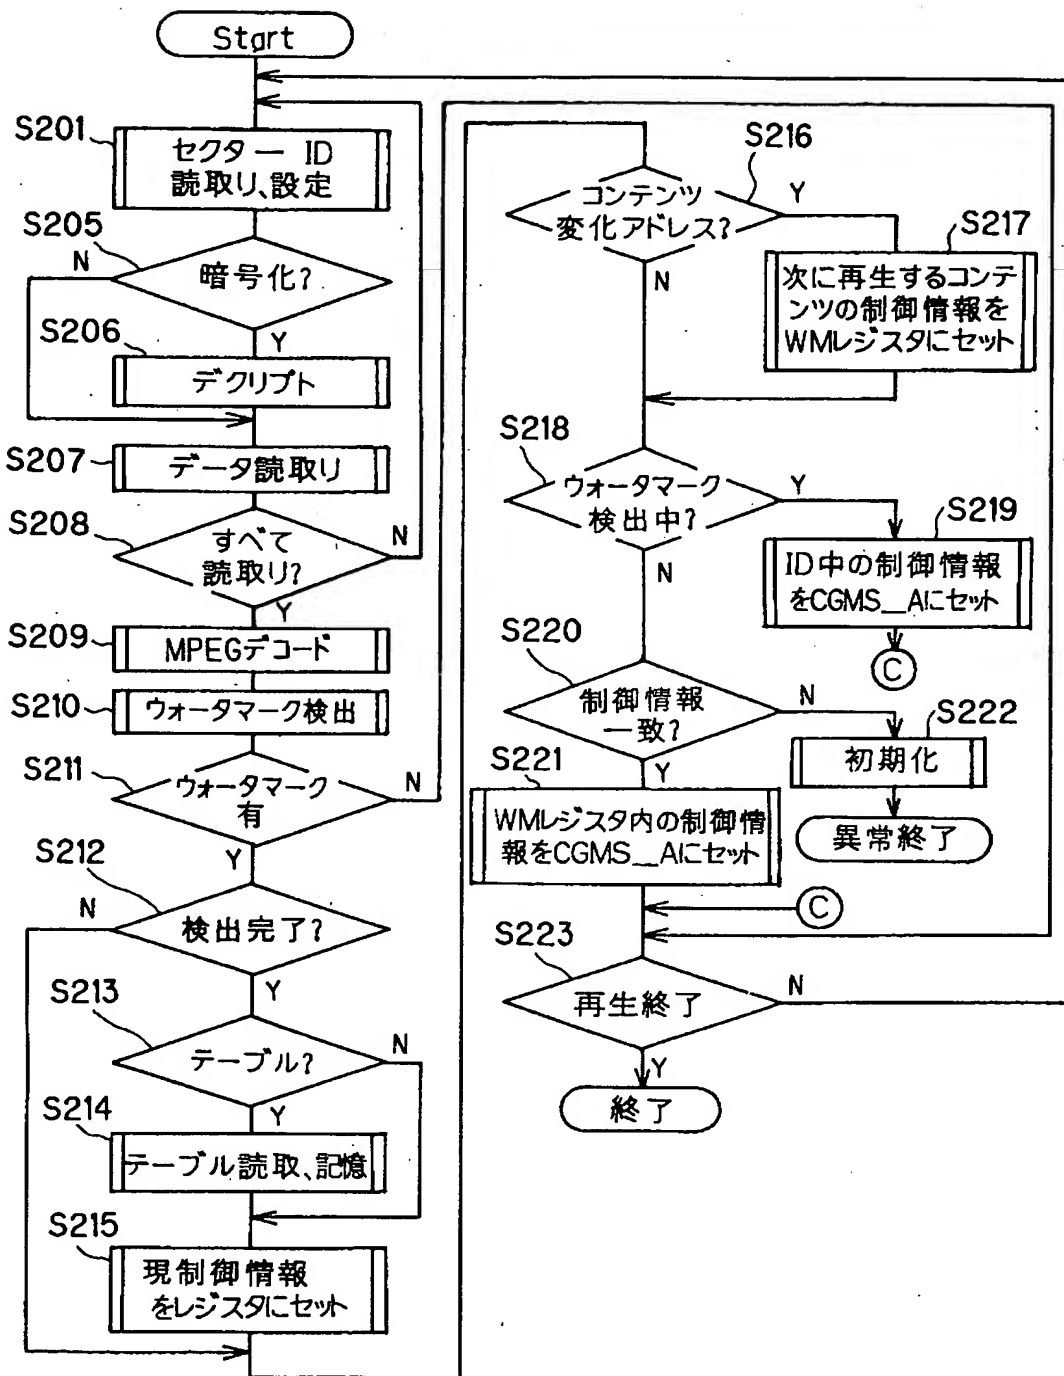 Start
S201
セクター ID
読取り、設定
S205
N
暗号化?
Y
S206
デクリプト
S207
データ読取り
S208
すべて
読取り?
N
Y
S209
MPEGデコード
S210
ウォータマーク検出
S211
ウォータマーク
有
N
Y
S212
N
検出完了?
Y
S213
テーブル?
N
Y
S214
テーブル読取、記憶
S215
現制御情報
をレジスタにセット
S216
コンテンツ
変化アドレス?
Y
N
S217
次に再生するコンテ
ンツの制御情報を
WMレジスタにセット
S218
ウォータマーク
検出中?
Y
N
S219
ID中の制御情報
をCGMS__Aにセット
C
S220
制御情報
一致?
N
Y
S222
初期化
異常終了
S221
WMレジスタ内の制御情
報をCGMS__Aにセット
C
S223
再生終了
N
Y
終了